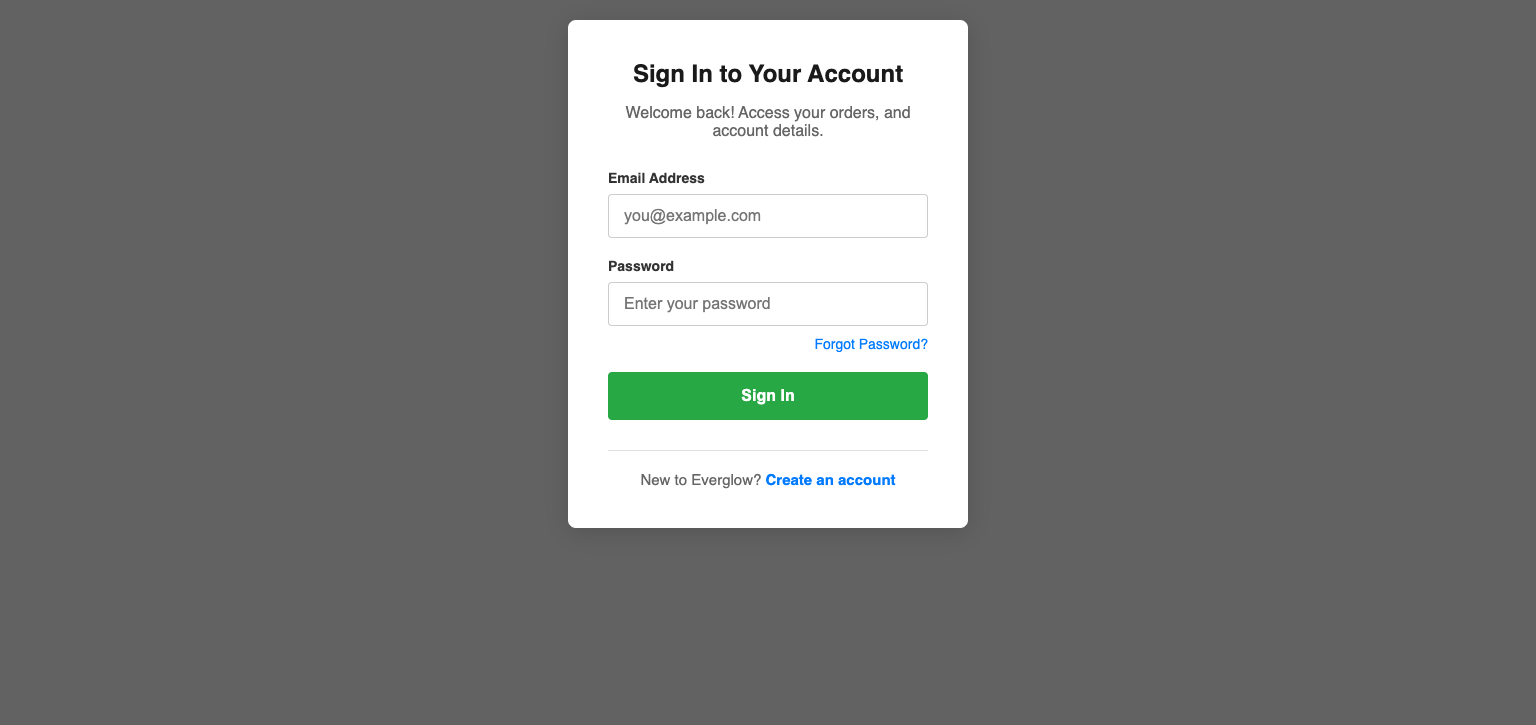 Sign In to Your Account
Welcome back! Access your orders, and
account details.
Email Address
you@example.com
Password
Enter your password
Forgot Password?
Sign In
New to Everglow? Create an account